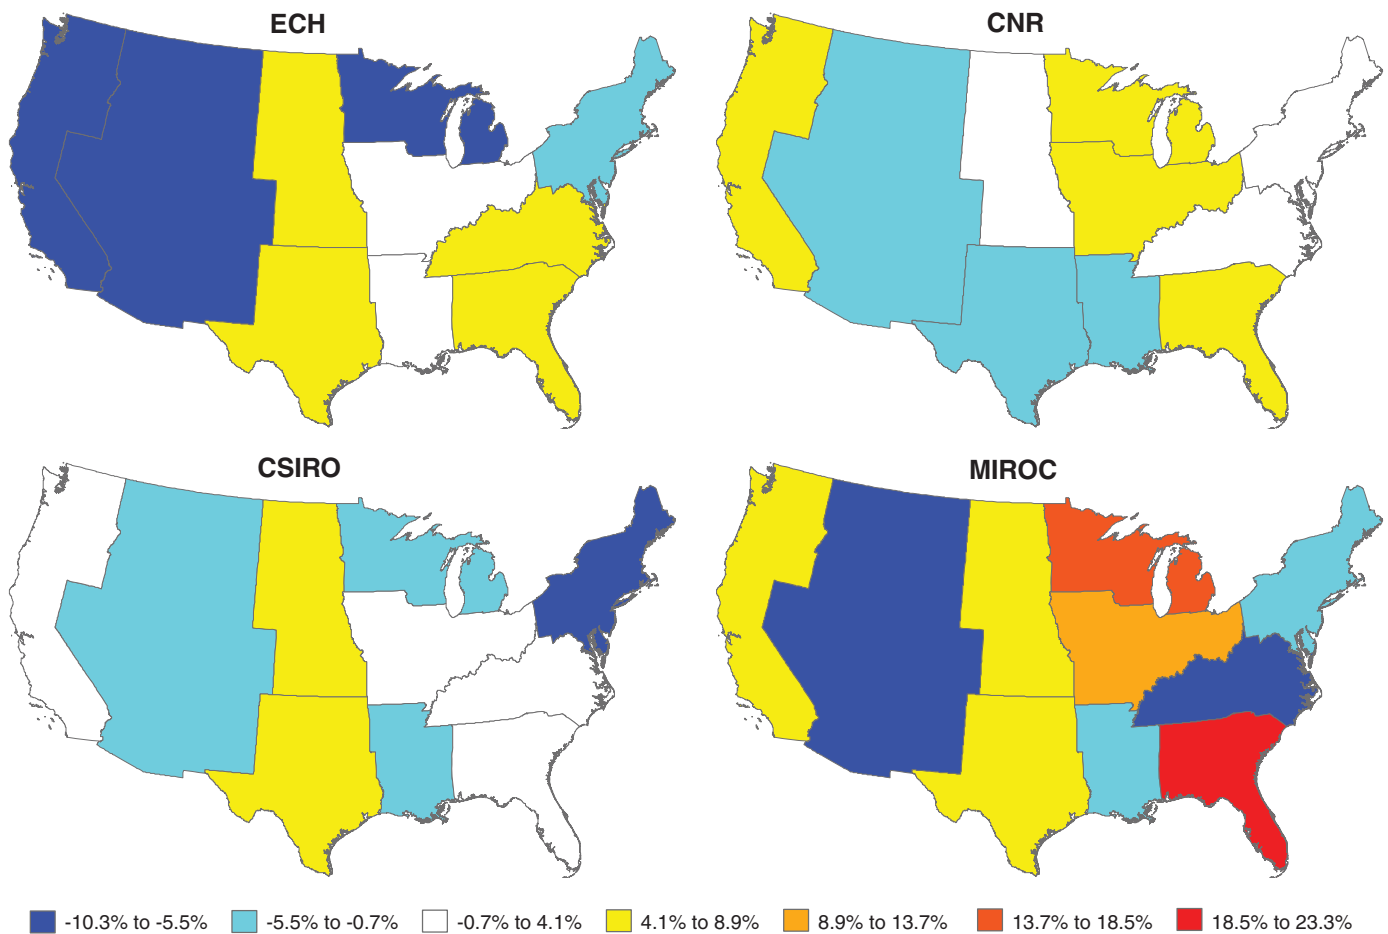 ECH
CNR
CSIRO
MIROC
-10.3% to -5.5%
-5.5% to -0.7%
-0.7% to 4.1%
4.1% to 8.9%
8.9% to 13.7%
13.7% to 18.5%
18.5% to 23.3%